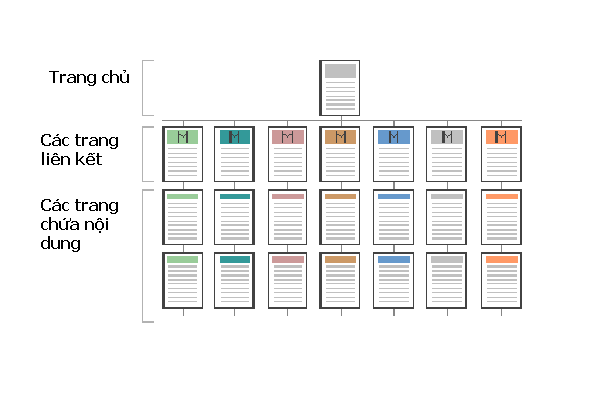 Trang chủ
Các trang
liên kết
Các trang
chứa nội
dung